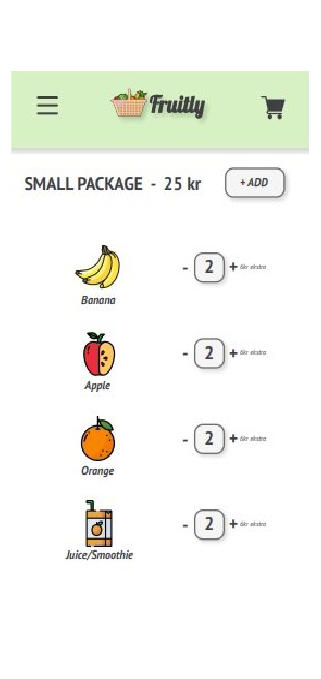 Fruitly
SMALL PACKAGE - 25 kr
+ ADD
- 2 + 6kr ekstra
Banana
- 2 + 6kr ekstra
Apple
- 2 + 6kr ekstra
Orange
- 2 + 6kr ekstra
Juice/Smoothie